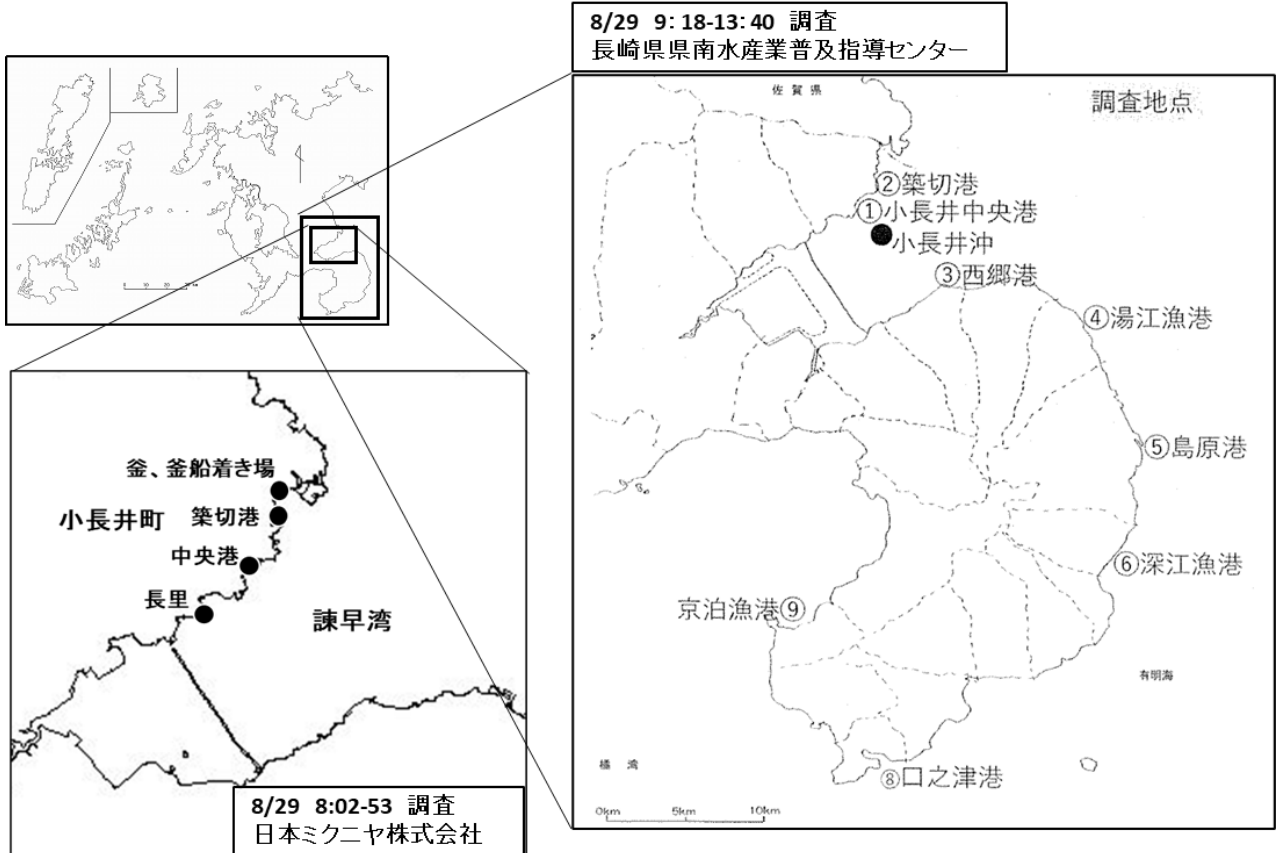 8/29 9:18-13:40 調査
長崎県県南水産業普及指導センター
佐賀県
調査地点
②築切港
①小長井中央港
小長井沖
③西郷港
④湯江漁港
⑤島原港
⑥深江漁港
京泊漁港⑨
有明海
橘湾
⑧口之津港
0km 5km 10km
釜、釜船着き場
小長井町
築切港
中央港
長里
諫早湾
8/29 8:02-53 調査
日本ミクニヤ株式会社